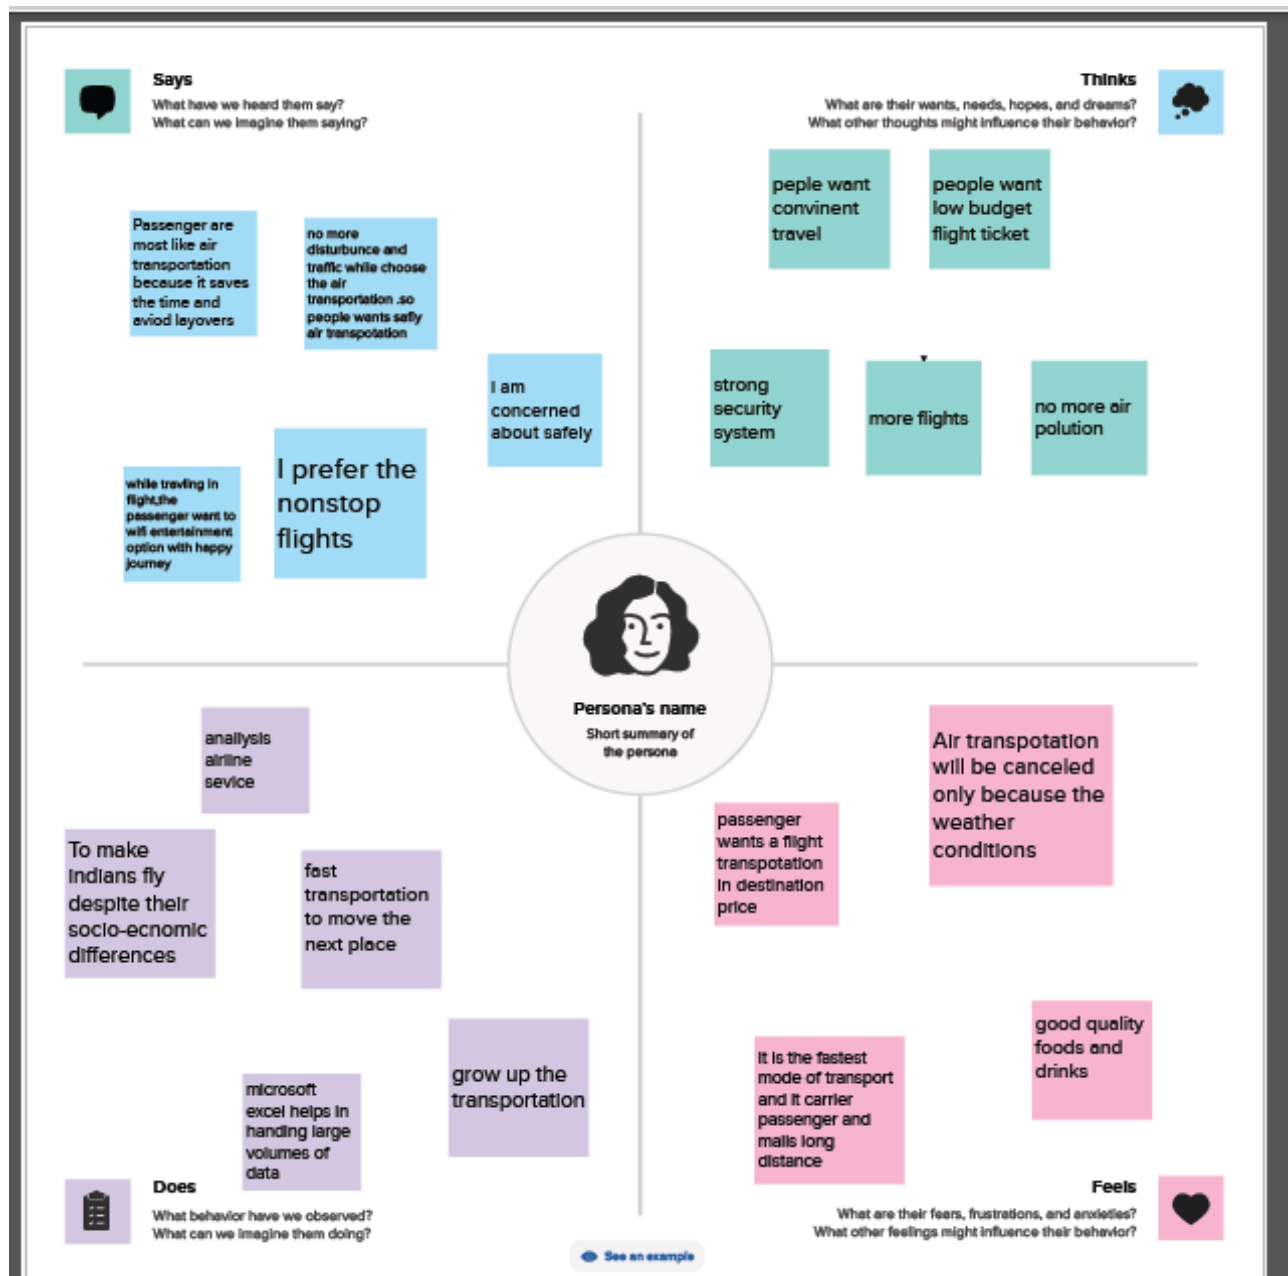 Says
What have we heard them say?
What can we imagine them saying?
Passenger are
most like air
transportation
because it saves
the time and
aviod layovers
no more
disturbunce and
traffic while choose
the air
transportation .so
people wants safly
air transpotation
I am
concerned
about safely
while travling in
flight,the
passenger want to
wifi entertainment
option with happy
journey
I prefer the
nonstop
flights
Thinks
What are their wants, needs, hopes, and dreams?
What other thoughts might influence their behavior?
peple want
convinent
travel
people want
low budget
flight ticket
strong
security
system
more flights
no more air
polution
Persona's name
Short summary of
the persona
analysis
airline
sevice
To make
indians fly
despite their
socio-ecnomic
differences
fast
transportation
to move the
next place
grow up the
transportation
microsoft
excel helps in
handing large
volumes of
data
Does
What behavior have we observed?
What can we imagine them doing?
Air transpotation
will be canceled
only because the
weather
conditions
passenger
wants a flight
transpotation
in destination
price
good quality
foods and
drinks
It is the fastest
mode of transport
and it carrier
passenger and
mails long
distance
Feels
What are their fears, frustrations, and anxieties?
What other feelings might influence their behavior?
See an example